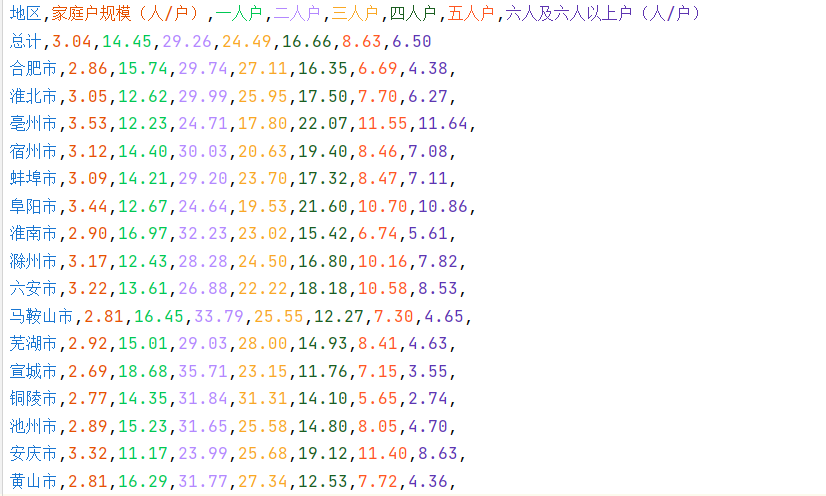 地区,家庭户规模（人/户）,一人户,二人户,三人户,四人户,五人户,六人及六人以上户（人/户）
总计,3.04,14.45,29.26,24.49,16.66,8.63,6.50
合肥市,2.86,15.74,29.74,27.11,16.35,6.69,4.38,
淮北市,3.05,12.62,29.99,25.95,17.50,7.70,6.27,
亳州市,3.53,12.23,24.71,17.80,22.07,11.55,11.64,
宿州市,3.12,14.40,30.03,20.63,19.40,8.46,7.08,
蚌埠市,3.09,14.21,29.20,23.70,17.32,8.47,7.11,
阜阳市,3.44,12.67,24.64,19.53,21.60,10.70,10.86,
淮南市,2.90,16.97,32.23,23.02,15.42,6.74,5.61,
滁州市,3.17,12.43,28.28,24.50,16.80,10.16,7.82,
六安市,3.22,13.61,26.88,22.22,18.18,10.58,8.53,
马鞍山市,2.81,16.45,33.79,25.55,12.27,7.30,4.65,
芜湖市,2.92,15.01,29.03,28.00,14.93,8.41,4.63,
宣城市,2.69,18.68,35.71,23.15,11.76,7.15,3.55,
铜陵市,2.77,14.35,31.84,31.31,14.10,5.65,2.74,
池州市,2.89,15.23,31.65,25.58,14.80,8.05,4.70,
安庆市,3.32,11.17,23.99,25.68,19.12,11.40,8.63,
黄山市,2.81,16.29,31.77,27.34,12.53,7.72,4.36,